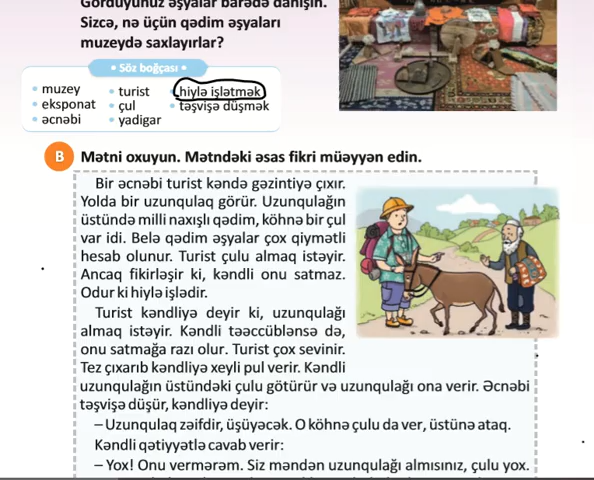 Gördüyünüz əşyalar barədə danışın.
Sizcə, nə üçün qədim əşyaları
muzeydə saxlayırlar?
• Söz boğçası •
• muzey
• eksponat
• əcnəbi
• turist
• çul
• yadigar
• hiylə işlətmək
• təşvişə düşmək
B Mətni oxuyun. Mətndəki əsas fikri müəyyən edin.
Bir əcnəbi turist kəndə gəzintiyə çıxır.
Yolda bir uzunqulaq görür. Uzunqulağın
üstündə milli naxışlı qədim, köhnə bir çul
var idi. Belə qədim əşyalar çox qiymətli
hesab olunur. Turist çulu almaq istəyir.
Ancaq fikirləşir ki, kəndli onu satmaz.
Odur ki hiylə işlədir.
Turist kəndliyə deyir ki, uzunqulağı
almaq istəyir. Kəndli təəccüblənsə də,
onu satmağa razı olur. Turist çox sevinir.
Tez çıxarıb kəndliyə xeyli pul verir. Kəndli
uzunqulağın üstündəki çulu götürür və uzunqulağı ona verir. Əcnəbi
təşvişə düşür, kəndliyə deyir:
– Uzunqulaq zəifdir, üşüyəcək. O köhnə çulu da ver, üstünə ataq.
Kəndli qətiyyətlə cavab verir:
– Yox! Onu vermərəm. Siz məndən uzunqulağı almısınız, çulu yox.